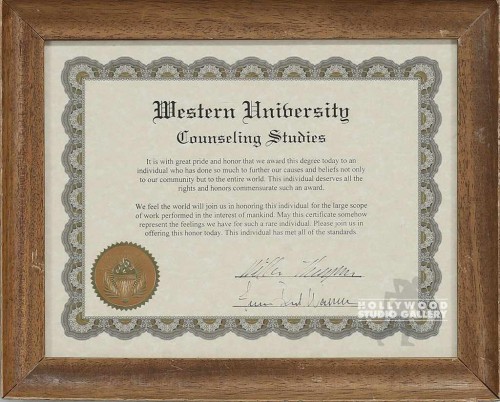 Western University
Counseling Studies
It is with great pride and honor that we award this degree today to an
individual who has done so much to further our causes and beliefs not only
to our community but to the entire world. This individual deserves all the
rights and honors commensurate such an award.
We feel the world will join us in honoring this individual for the large scope
of work performed in the interest of mankind. May this certificate somehow
represent the feelings we have for such a rare individual. Please join us in
offering this honor today. This individual has met all of the standards
HOLLYWOOD
STUDIO GALLERY